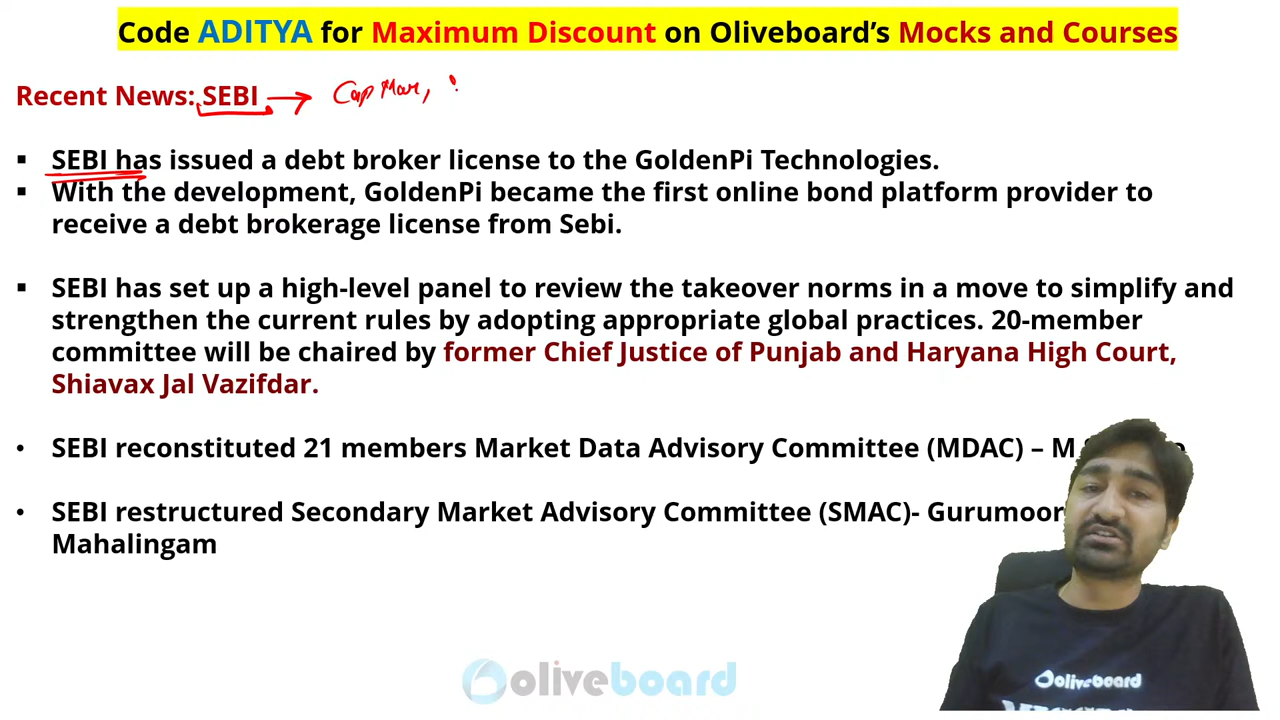 Code ADITYA for Maximum Discount on Oliveboard's Mocks and Courses
Recent News: SEBI → Cap Mar,
▪ SEBI has issued a debt broker license to the GoldenPi Technologies.
▪ With the development, GoldenPi became the first online bond platform provider to
receive a debt brokerage license from Sebi.
▪ SEBI has set up a high-level panel to review the takeover norms in a move to simplify and
strengthen the current rules by adopting appropriate global practices. 20-member
committee will be chaired by former Chief Justice of Punjab and Haryana High Court,
Shiavax Jal Vazifdar.
• SEBI reconstituted 21 members Market Data Advisory Committee (MDAC) – M
• SEBI restructured Secondary Market Advisory Committee (SMAC)- Gurumoor
Mahalingam
oliveboard
oliveboard